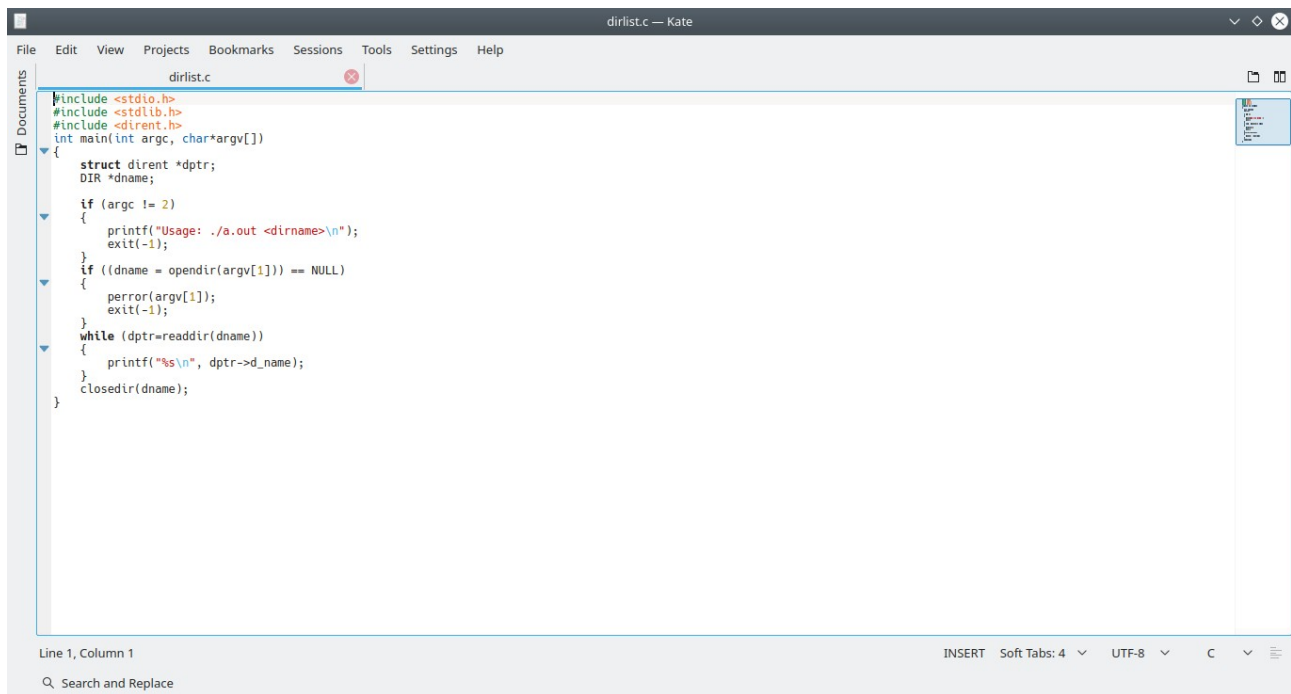 dirlist.c — Kate
File Edit View Projects Bookmarks Sessions Tools Settings Help
Documents
dirlist.c
#include <stdio.h>
#include <stdlib.h>
#include <dirent.h>
int main(int argc, char*argv[])
{
    struct dirent *dptr;
    DIR *dname;

    if (argc != 2)
    {
        printf("Usage: ./a.out <dirname>\n");
        exit(-1);
    }
    if ((dname = opendir(argv[1])) == NULL)
    {
        perror(argv[1]);
        exit(-1);
    }
    while (dptr=readdir(dname))
    {
        printf("%s\n", dptr->d_name);
    }
    closedir(dname);
}
Line 1, Column 1 INSERT Soft Tabs: 4 UTF-8 C
Search and Replace